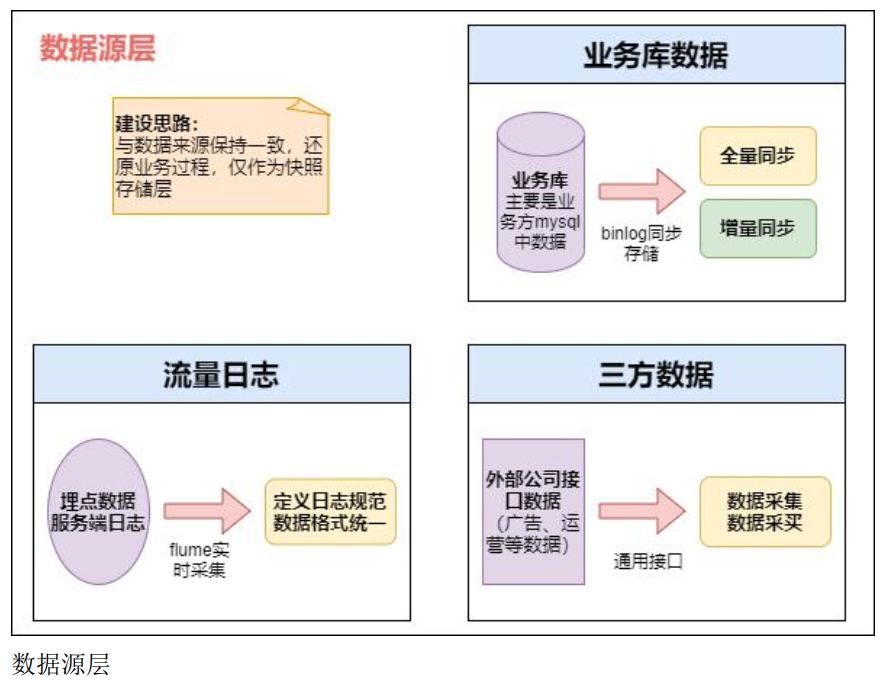 数据源层
建设思路：
与数据来源保持一致，还
原业务过程，仅作为快照
存储层
业务库数据
业务库
主要是业
务方mysql
中数据
binlog同步
存储
全量同步
增量同步
流量日志
埋点数据
服务端日志
flume实
时采集
定义日志规范
数据格式统一
三方数据
外部公司接
口数据
（广告、运
营等数据）
通用接口
数据采集
数据采买
数据源层